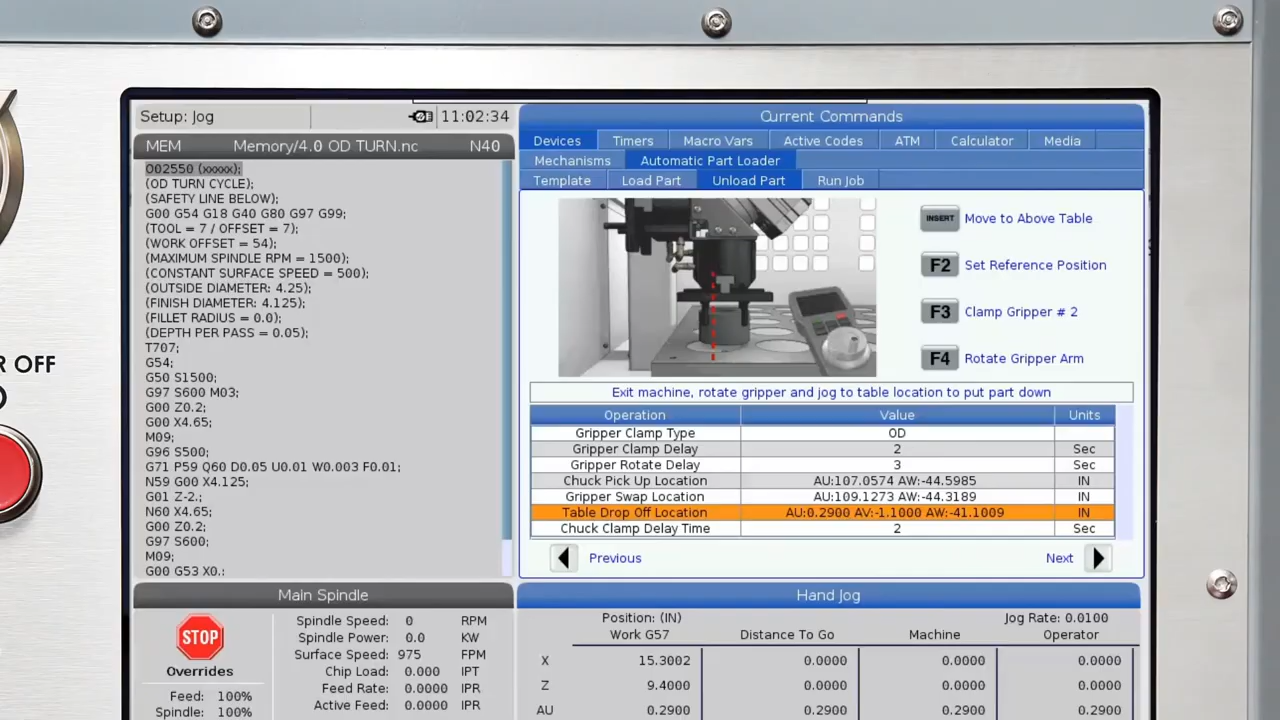 Setup: Jog
11:02:34
MEM Memory/4.0 OD TURN.nc N40
O02550 (xxxxx);
(OD TURN CYCLE);
(SAFETY LINE BELOW);
G00 G54 G18 G40 G80 G97 G99;
(TOOL = 7 / OFFSET = 7);
(WORK OFFSET = 54);
(MAXIMUM SPINDLE RPM = 1500);
(CONSTANT SURFACE SPEED = 500);
(OUTSIDE DIAMETER: 4.25);
(FINISH DIAMETER: 4.125);
(FILLET RADIUS = 0.0);
(DEPTH PER PASS = 0.05);
T707;
G54;
G50 S1500;
G97 S600 M03;
G00 Z0.2;
G00 X4.65;
M09;
G96 S500;
G71 P59 Q60 D0.05 U0.01 W0.003 F0.01;
N59 G00 X4.125;
G01 Z-2.;
N60 X4.65;
G00 Z0.2;
G97 S600;
M09;
G00 G53 X0.;
R OFF
Current Commands
Devices Timers Macro Vars Active Codes ATM Calculator Media
Mechanisms Automatic Part Loader
Template Load Part Unload Part Run Job
INSERT Move to Above Table
F2 Set Reference Position
F3 Clamp Gripper # 2
F4 Rotate Gripper Arm
Exit machine, rotate gripper and jog to table location to put part down
Operation Value Units
Gripper Clamp Type OD
Gripper Clamp Delay 2 Sec
Gripper Rotate Delay 3 Sec
Chuck Pick Up Location AU:107.0574 AW:-44.5985 IN
Gripper Swap Location AU:109.1273 AW:-44.3189 IN
Table Drop Off Location AU:0.2900 AV:-1.1000 AW:-41.1009 IN
Chuck Clamp Delay Time 2 Sec
Previous Next
Main Spindle
STOP
Overrides
Feed: 100%
Spindle: 100%
Spindle Speed: 0 RPM
Spindle Power: 0.0 KW
Surface Speed: 975 FPM
Chip Load: 0.000 IPT
Feed Rate: 0.0000 IPR
Active Feed: 0.0000 IPR
Hand Jog
Position: (IN) Jog Rate: 0.0100
Work G57 Distance To Go Machine Operator
X 15.3002 0.0000 0.0000 0.0000
Z 9.4000 0.0000 0.0000 0.0000
AU 0.2900 0.2900 0.2900 0.2900